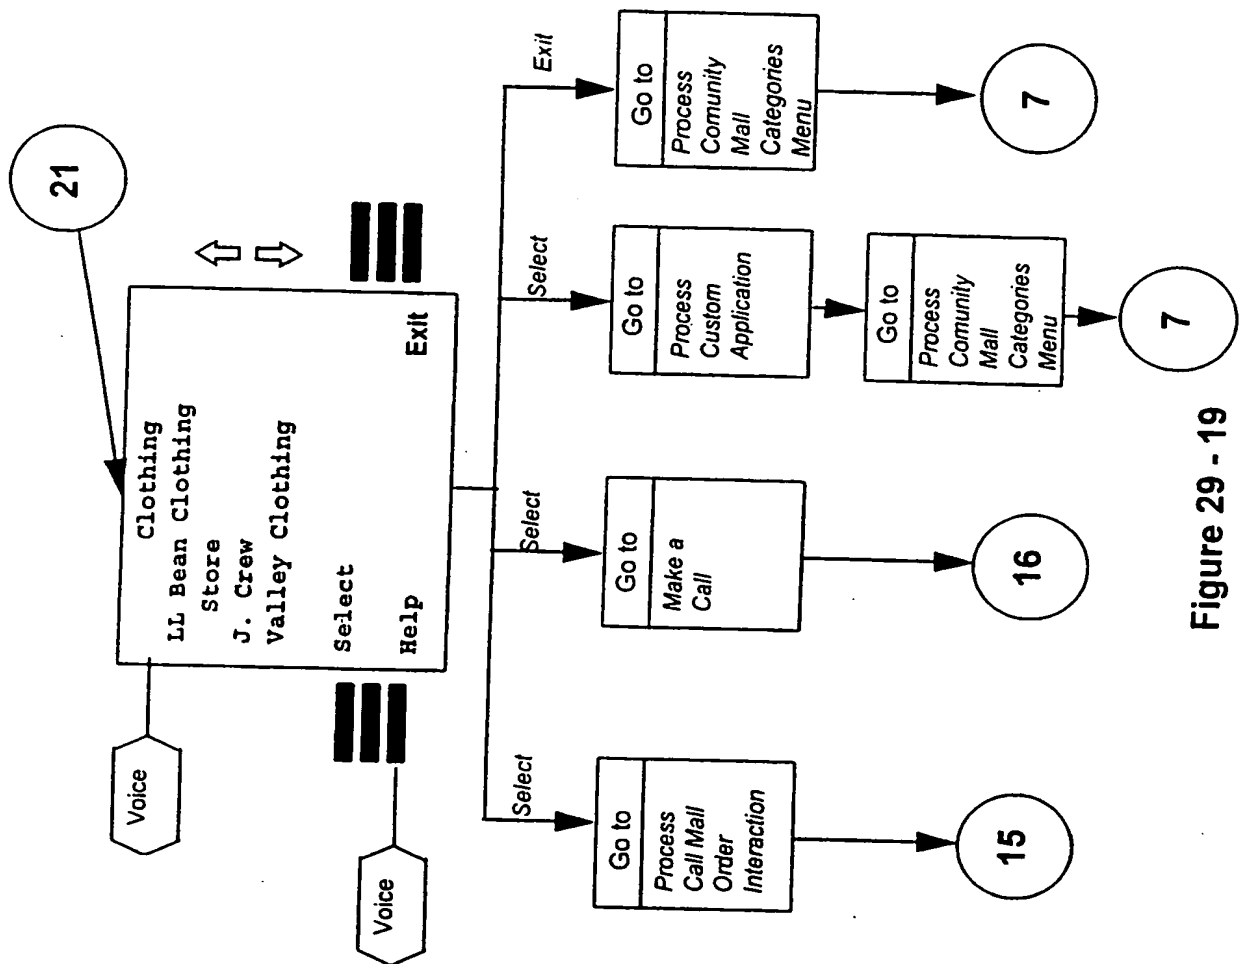 21
Voice
Clothing
LL Bean Clothing
Store
J. Crew
Valley Clothing
Select
Help
Exit
Voice
Select
Select
Select
Exit
Go to
Process
Call Mall
Order
Interaction
15
Go to
Make a
Call
16
Go to
Process
Custom
Application
Go to
Process
Comunity
Mall
Categories
Menu
7
Go to
Process
Comunity
Mall
Categories
Menu
7
Figure 29 - 19